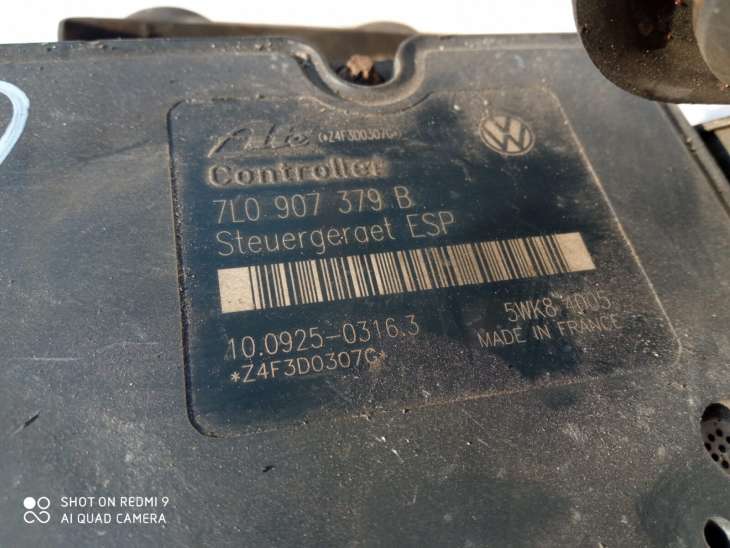 Ate (*Z4F3D0307G*)
Controller
7L0 907 379 B
Steuergeraet ESP
10.0925-0316.3
5WK8 4005
*Z4F3D0307G*
MADE IN FRANCE
SHOT ON REDMI 9
AI QUAD CAMERA